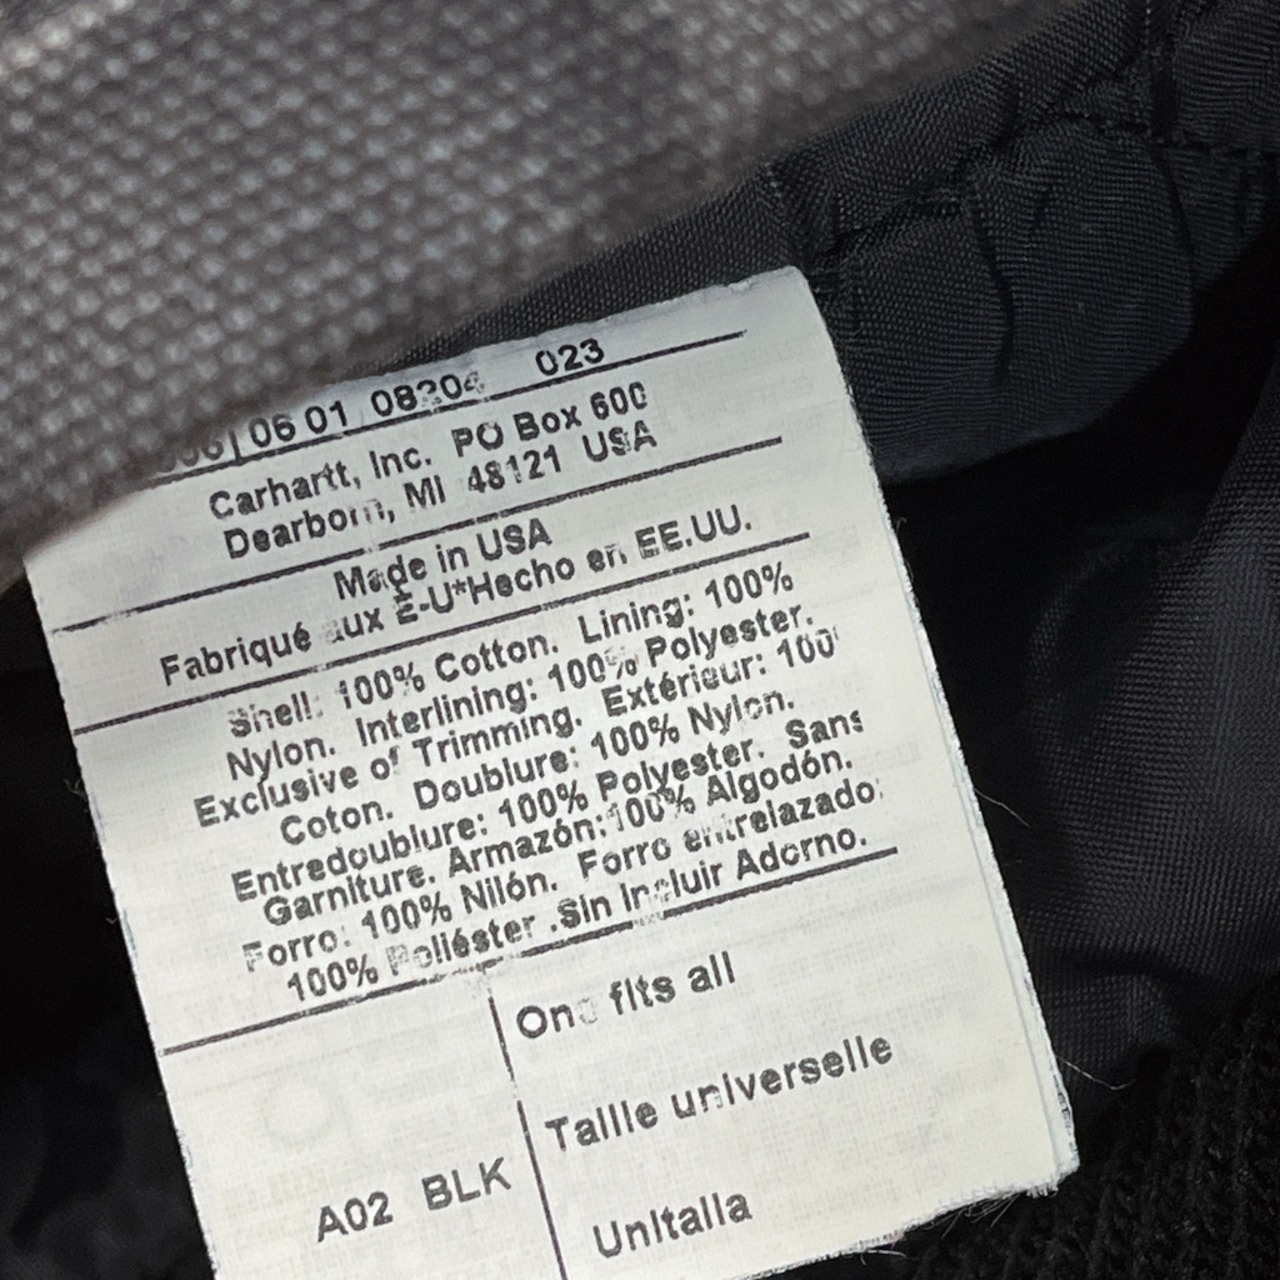 06 01 08204 023
Carhartt, Inc. PO Box 600
Dearborn, MI 48121 USA
Made in USA
Fabriqué aux É-U*Hecho en EE.UU.
Shell: 100% Cotton. Lining: 100%
Nylon. Interlining: 100% Polyester.
Exclusive of Trimming. Extérieur: 100
Coton. Doublure: 100% Nylon.
Entredoublure: 100% Polyester. Sans
Garniture. Armazón:100% Algodón.
Forro: 100% Nilón. Forro entrelazado:
100% Poliéster .Sin Incluir Adorno.
One fits all
Taille universelle
A02 BLK
Unitalla